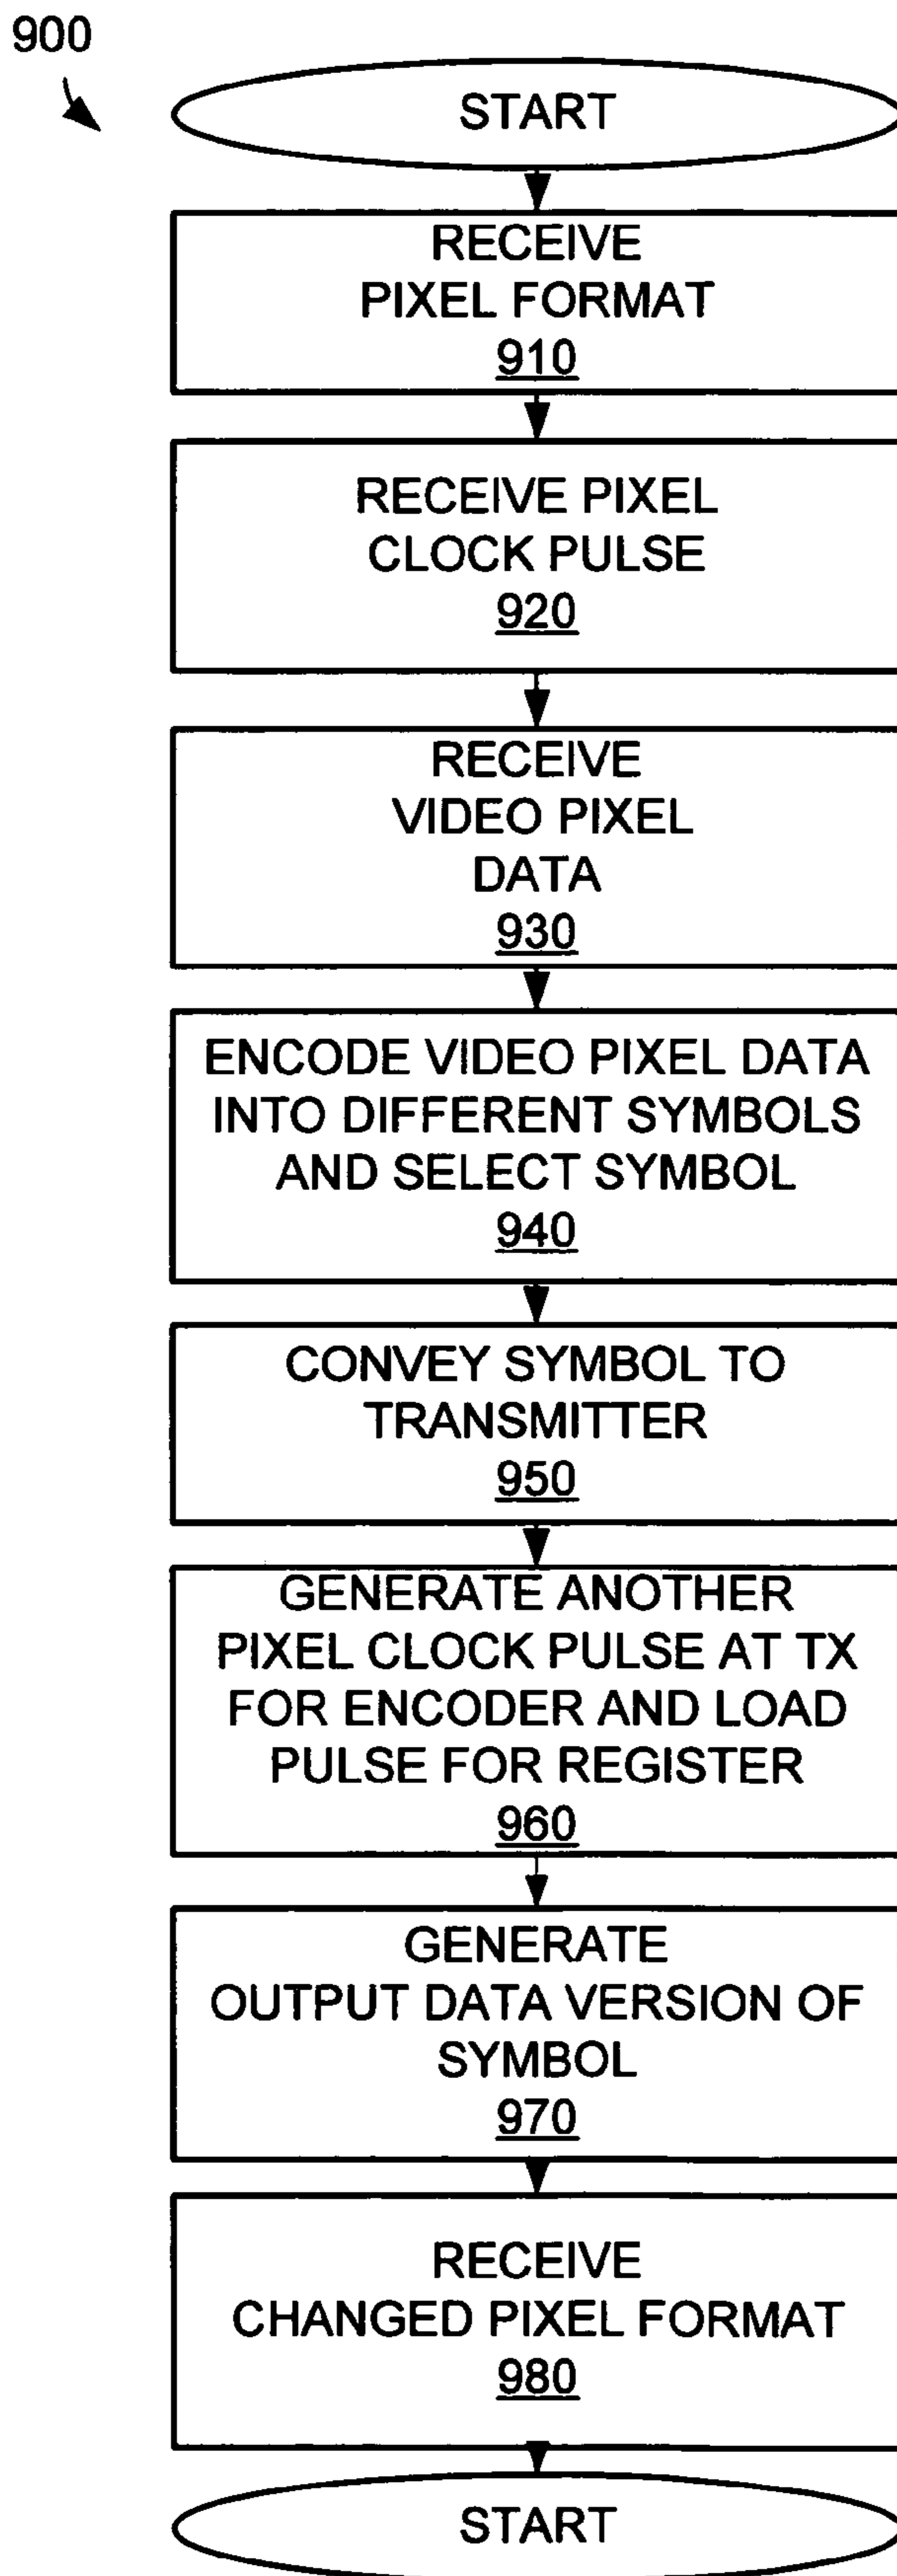 900
START
RECEIVE
PIXEL FORMAT
910
RECEIVE PIXEL
CLOCK PULSE
920
RECEIVE
VIDEO PIXEL
DATA
930
ENCODE VIDEO PIXEL DATA
INTO DIFFERENT SYMBOLS
AND SELECT SYMBOL
940
CONVEY SYMBOL TO
TRANSMITTER
950
GENERATE ANOTHER
PIXEL CLOCK PULSE AT TX
FOR ENCODER AND LOAD
PULSE FOR REGISTER
960
GENERATE
OUTPUT DATA VERSION OF
SYMBOL
970
RECEIVE
CHANGED PIXEL FORMAT
980
START